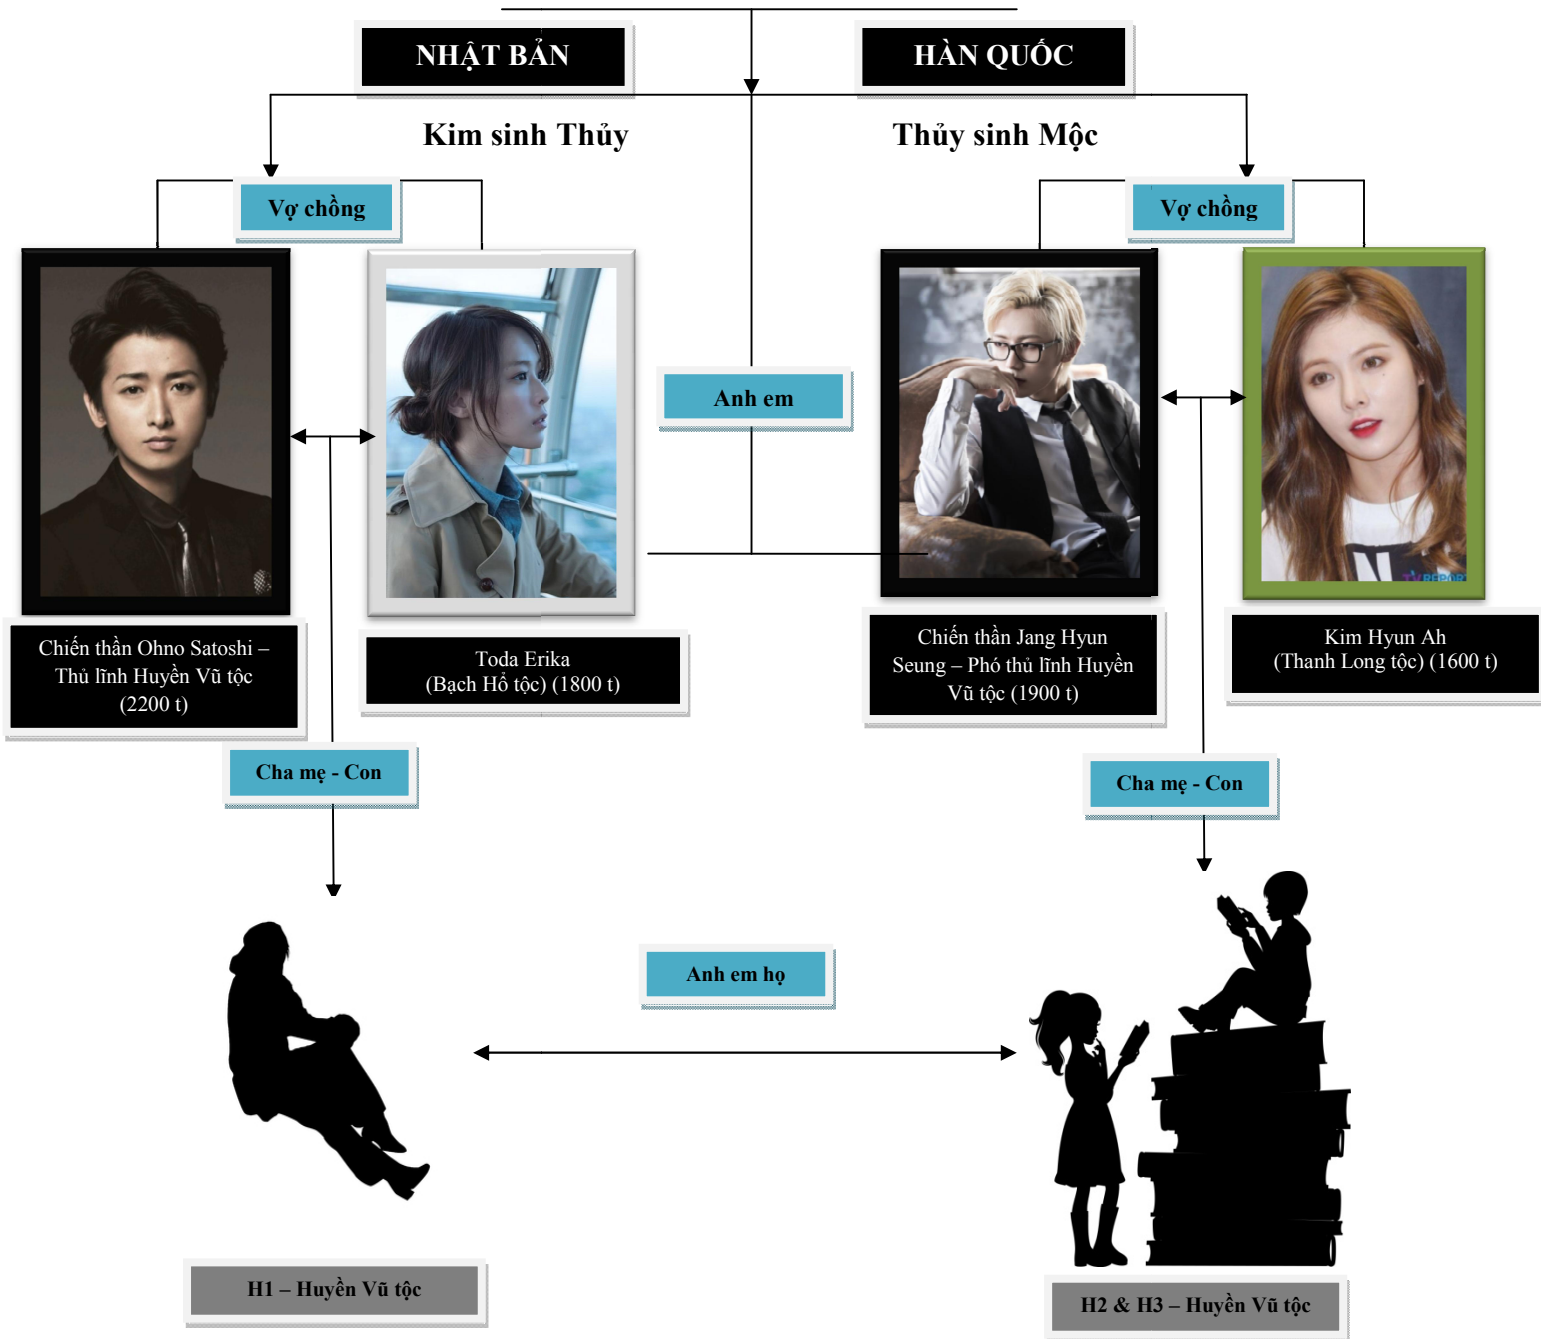 NHẬT BẢN
HÀN QUỐC
Kim sinh Thủy
Thủy sinh Mộc
Vợ chồng
Vợ chồng
Anh em
TV REPORT
Chiến thần Ohno Satoshi –
Thủ lĩnh Huyền Vũ tộc
(2200 t)
Toda Erika
(Bạch Hổ tộc) (1800 t)
Chiến thần Jang Hyun
Seung – Phó thủ lĩnh Huyền
Vũ tộc (1900 t)
Kim Hyun Ah
(Thanh Long tộc) (1600 t)
Cha mẹ - Con
Cha mẹ - Con
Anh em họ
H1 – Huyền Vũ tộc
H2 & H3 – Huyền Vũ tộc